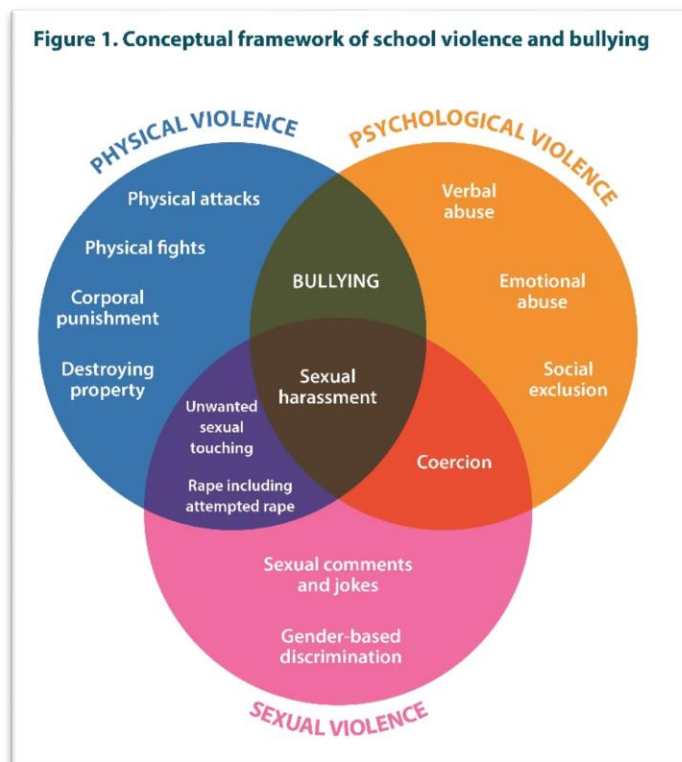 Figure 1. Conceptual framework of school violence and bullying
PHYSICAL VIOLENCE
PSYCHOLOGICAL VIOLENCE
Physical attacks
Physical fights
Corporal
punishment
Destroying
property
BULLYING
Verbal
abuse
Emotional
abuse
Social
exclusion
Sexual
harassment
Unwanted
sexual
touching
Rape including
attempted rape
Coercion
Sexual comments
and jokes
Gender-based
discrimination
SEXUAL VIOLENCE